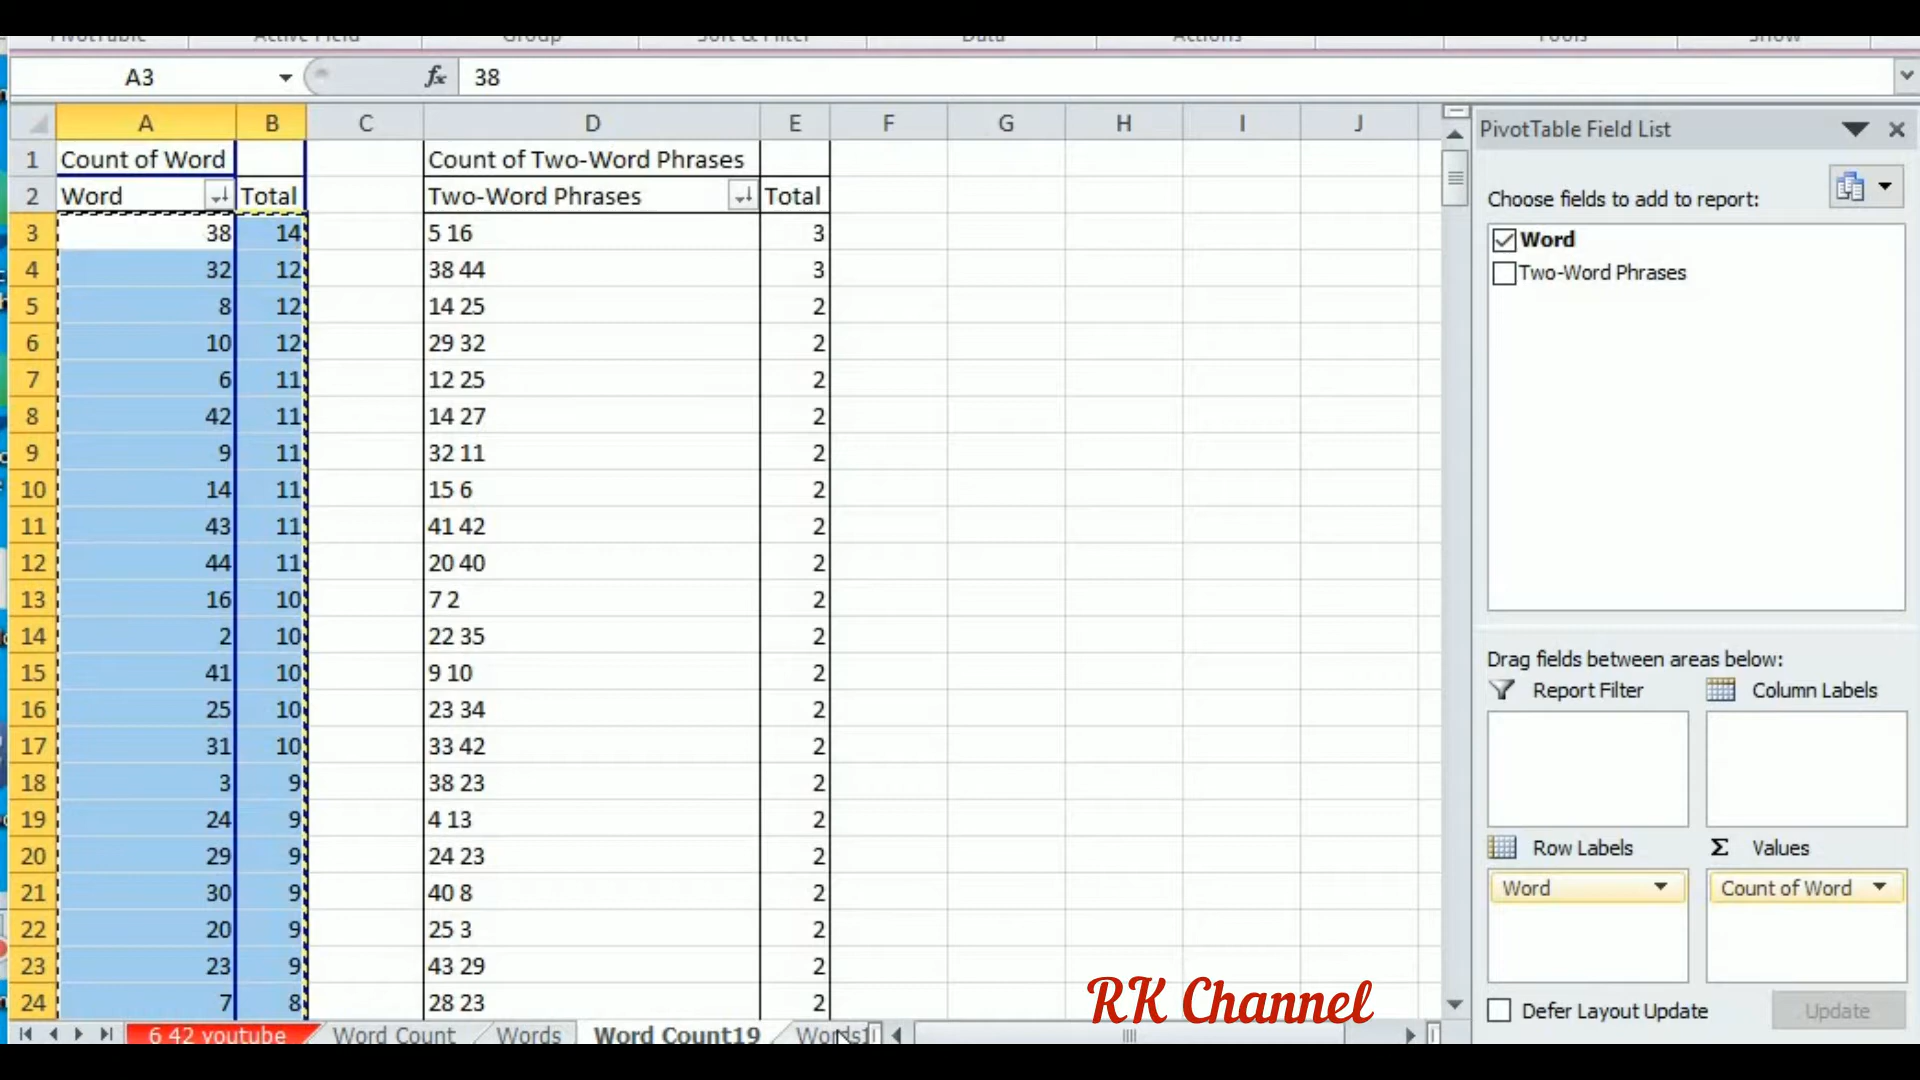 PivotTable Active Field Group Sort & Filter Data Actions Tools Show
A3 fx 38
A B C D E F G H I J
1 Count of Word Count of Two-Word Phrases
2 Word Total Two-Word Phrases Total
3 38 14 5 16 3
4 32 12 38 44 3
5 8 12 14 25 2
6 10 12 29 32 2
7 6 11 12 25 2
8 42 11 14 27 2
9 9 11 32 11 2
10 14 11 15 6 2
11 43 11 41 42 2
12 44 11 20 40 2
13 16 10 7 2 2
14 2 10 22 35 2
15 41 10 9 10 2
16 25 10 23 34 2
17 31 10 33 42 2
18 3 9 38 23 2
19 24 9 4 13 2
20 29 9 24 23 2
21 30 9 40 8 2
22 20 9 25 3 2
23 23 9 43 29 2
24 7 8 28 23 2
6 42 youtube Word Count Words Word Count19
PivotTable Field List
Choose fields to add to report:
Word
Two-Word Phrases
Drag fields between areas below:
Report Filter Column Labels
Row Labels Σ Values
Word Count of Word
Defer Layout Update Update
RK Channel